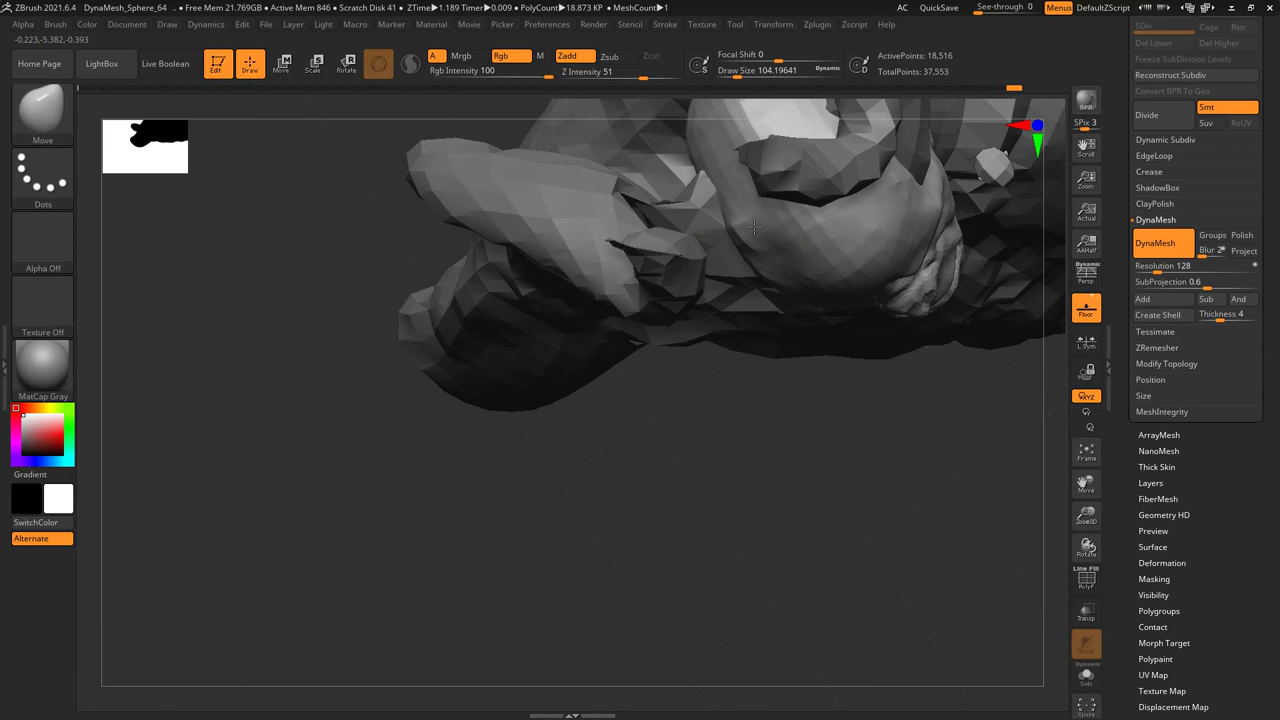 ZBrush 2021.6.4 DynaMesh_Sphere_64 .. • Free Mem 21.769GB • Active Mem 846 • Scratch Disk 41 • ZTime▶1.189 Timer▶0.009 • PolyCount▶18.873 KP • MeshCount▶1 AC QuickSave See-through 0 Menus DefaultZScript
Alpha Brush Color Document Draw Dynamics Edit File Layer Light Macro Marker Material Movie Picker Preferences Render Stencil Stroke Texture Tool Transform Zplugin Zscript Help
-0.223,-5.382,-0.393
Home Page LightBox Live Boolean
Edit Draw Move Scale Rotate
A Mrgb Rgb M Zadd Zsub Zcut
Rgb Intensity 100 Z Intensity 51
Focal Shift 0
Draw Size 104.19641 Dynamic
S D
ActivePoints: 18,516
TotalPoints: 37,553
Move
Dots
Alpha Off
Texture Off
MatCap Gray
Gradient
SwitchColor
Alternate
BPR
SPix 3
Scroll
Zoom
Actual
AAHalf
Dynamic
Persp
Floor
L.Sym
XYZ
Frame
Move
Zoom3D
Rotate
Line Fill
PolyF
Transp
Dynamic
Solo
Xpose
SDiv Cage Rstr
Del Lower Del Higher
Freeze SubDivision Levels
Reconstruct Subdiv
Convert BPR To Geo
Divide Smt
Suv ReUV
Dynamic Subdiv
EdgeLoop
Crease
ShadowBox
ClayPolish
DynaMesh
DynaMesh Groups Polish
Blur 2 Project
Resolution 128
SubProjection 0.6
Add Sub And
Create Shell Thickness 4
Tessimate
ZRemesher
Modify Topology
Position
Size
MeshIntegrity
ArrayMesh
NanoMesh
Thick Skin
Layers
FiberMesh
Geometry HD
Preview
Surface
Deformation
Masking
Visibility
Polygroups
Contact
Morph Target
Polypaint
UV Map
Texture Map
Displacement Map